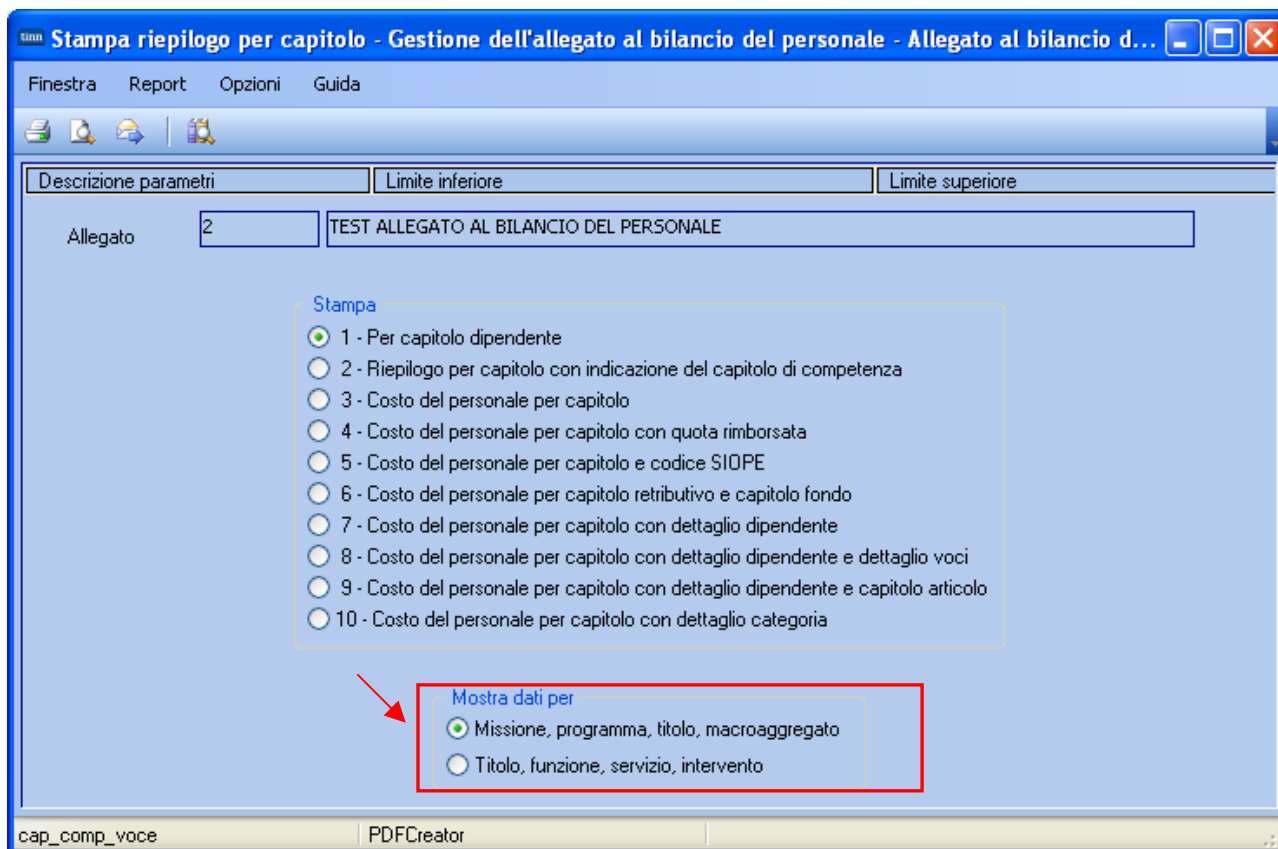 tinn Stampa riepilogo per capitolo - Gestione dell'allegato al bilancio del personale - Allegato al bilancio d...
Finestra Report Opzioni Guida
Descrizione parametri Limite inferiore Limite superiore
Allegato 2 TEST ALLEGATO AL BILANCIO DEL PERSONALE
Stampa
1 - Per capitolo dipendente
2 - Riepilogo per capitolo con indicazione del capitolo di competenza
3 - Costo del personale per capitolo
4 - Costo del personale per capitolo con quota rimborsata
5 - Costo del personale per capitolo e codice SIOPE
6 - Costo del personale per capitolo retributivo e capitolo fondo
7 - Costo del personale per capitolo con dettaglio dipendente
8 - Costo del personale per capitolo con dettaglio dipendente e dettaglio voci
9 - Costo del personale per capitolo con dettaglio dipendente e capitolo articolo
10 - Costo del personale per capitolo con dettaglio categoria
Mostra dati per
Missione, programma, titolo, macroaggregato
Titolo, funzione, servizio, intervento
cap_comp_voce PDFCreator